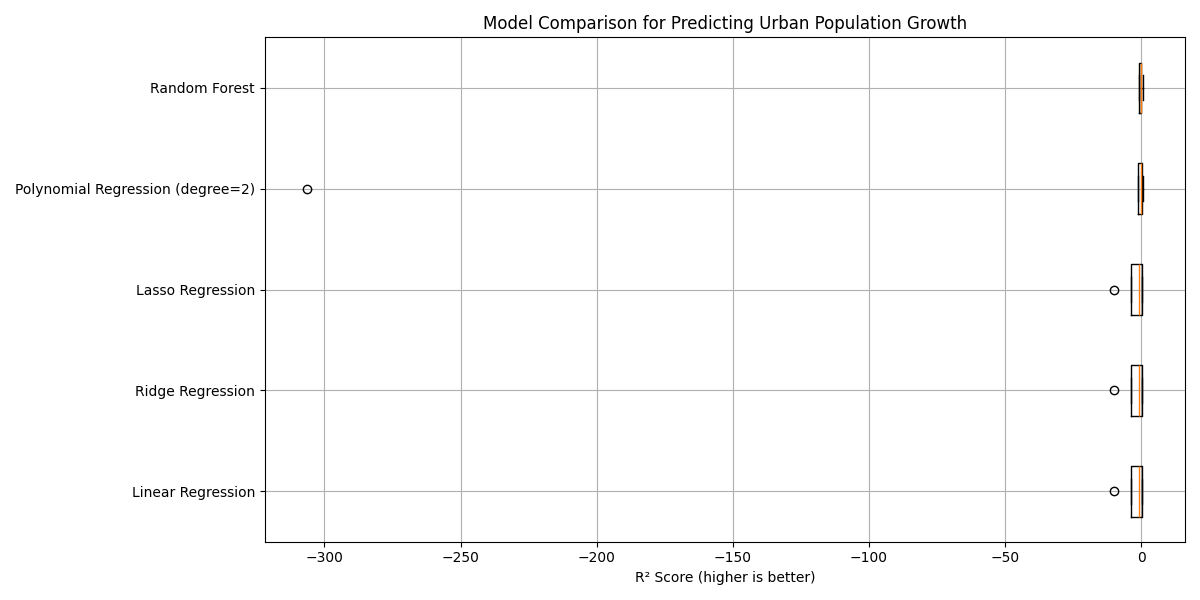 Model Comparison for Predicting Urban Population Growth
Random Forest
Polynomial Regression (degree=2)
Lasso Regression
Ridge Regression
Linear Regression
−300 −250 −200 −150 −100 −50 0
R² Score (higher is better)